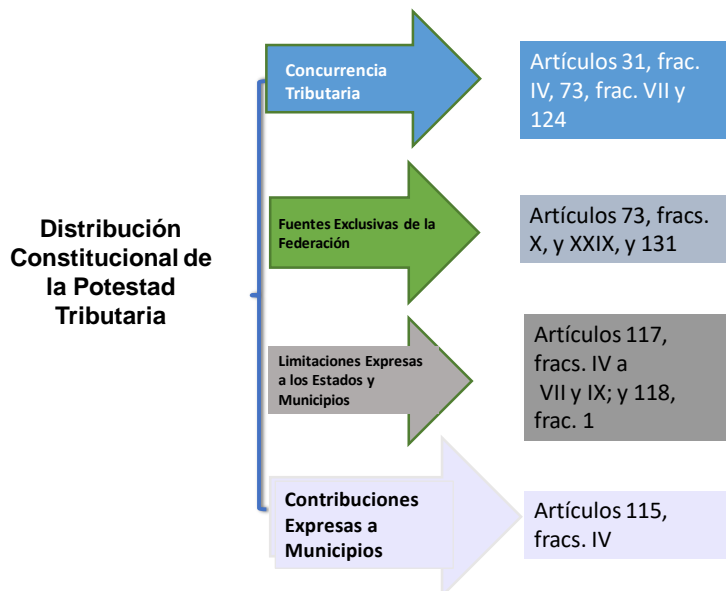 Distribución
Constitucional de
la Potestad
Tributaria
Concurrencia
Tributaria
Artículos 31, frac.
IV, 73, frac. VII y
124
Fuentes Exclusivas de la
Federación
Artículos 73, fracs.
X, y XXIX, y 131
Limitaciones Expresas
a los Estados y
Municipios
Artículos 117,
fracs. IV a
VII y IX; y 118,
frac. 1
Contribuciones
Expresas a
Municipios
Artículos 115,
fracs. IV